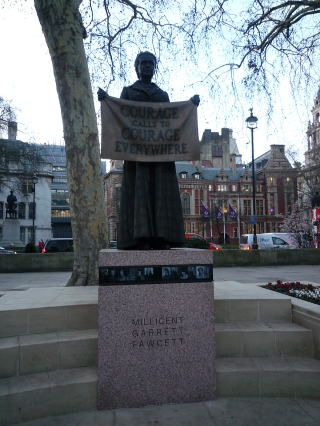 COURAGE
CALLS TO
COURAGE
EVERYWHERE
MILLICENT
GARRETT
FAWCETT